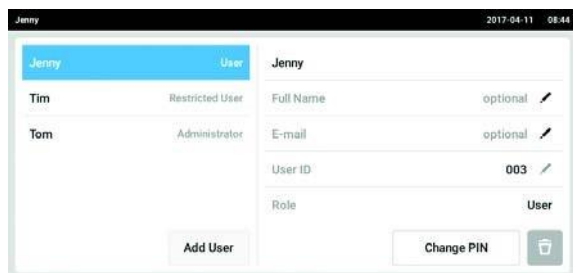 Jenny 2017-04-11 08:44
Jenny User
Tim Restricted User
Tom Administrator
Add User
Jenny
Full Name optional
E-mail optional
User ID 003
Role User
Change PIN